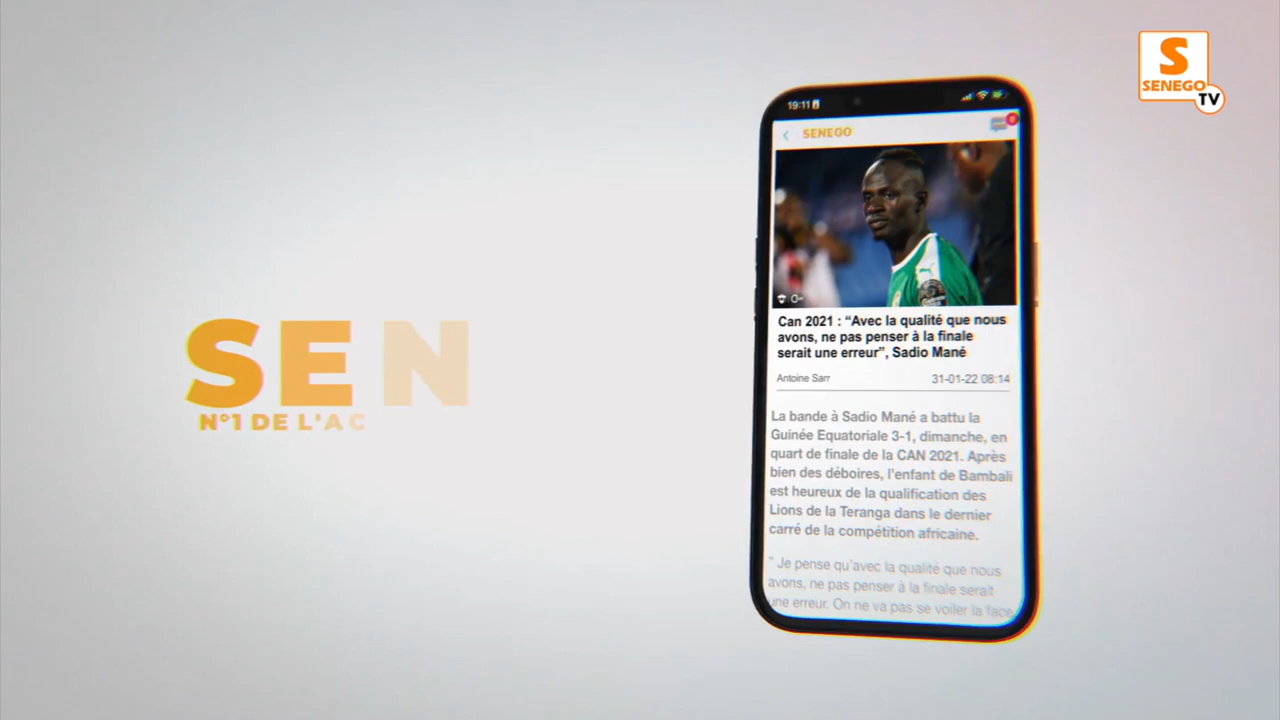 S
SENEGO
TV
19:11
SENEGO
Can 2021 : “Avec la qualité que nous
avons, ne pas penser à la finale
serait une erreur”, Sadio Mané
Antoine Sarr 31-01-22 08:14
La bande à Sadio Mané a battu la
Guinée Equatoriale 3-1, dimanche, en
quart de finale de la CAN 2021. Après
bien des déboires, l'enfant de Bambali
est heureux de la qualification des
Lions de la Teranga dans le dernier
carré de la compétition africaine.
" Je pense qu'avec la qualité que nous
avons, ne pas penser à la finale serait
une erreur. On ne va pas se voiler la face
SEN
N°1 DE L'AC